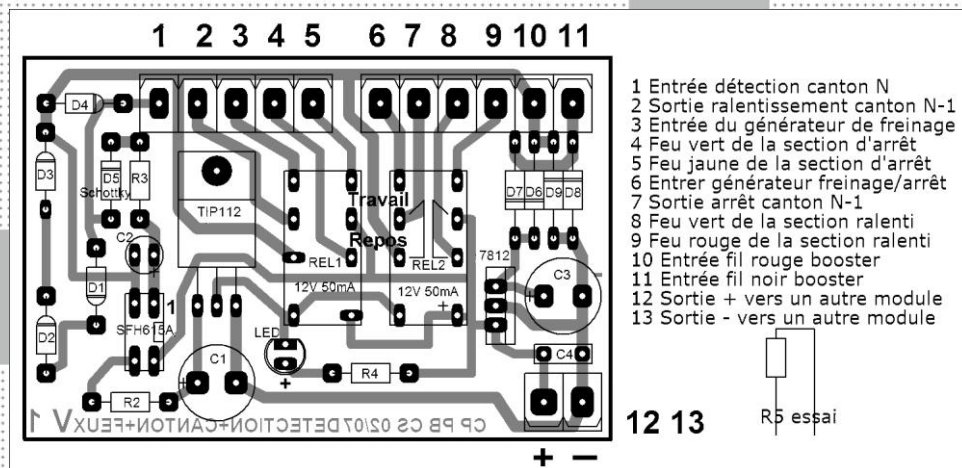 1 2 3 4 5 6 7 8 9 10 11
D4
D3
D5
R3
Schottky
TIP112
Travail
Repos
REL1
REL2
12V 50mA
12V 50mA
+
7812
D7 D6 D9 D8
C3
+
C2
+
D1
1
SFH615A
D2
LED
+
C1
+
R2
R4
C4
CP PB CS 02/07 DETECTION+CANTON+FEUX V 1
+ −
12 13
1 Entrée détection canton N
2 Sortie ralentissement canton N-1
3 Entrée du générateur de freinage
4 Feu vert de la section d'arrêt
5 Feu jaune de la section d'arrêt
6 Entrer générateur freinage/arrêt
7 Sortie arrêt canton N-1
8 Feu vert de la section ralenti
9 Feu rouge de la section ralenti
10 Entrée fil rouge booster
11 Entrée fil noir booster
12 Sortie + vers un autre module
13 Sortie - vers un autre module
R5 essai